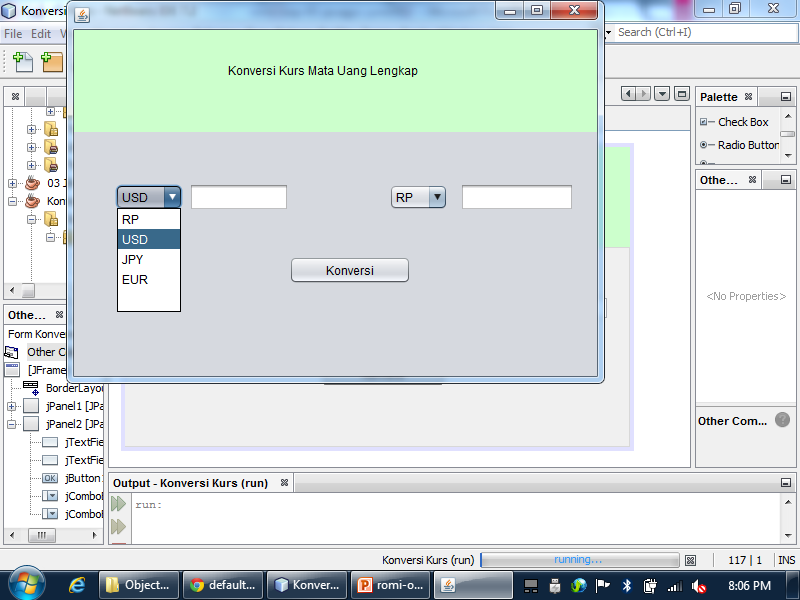 Konversi
File Edit V
Search (Ctrl+I)
Konversi Kurs Mata Uang Lengkap
USD
RP
USD
JPY
EUR
RP
Konversi
03 J
Kon
Othe...
Form Konve
Other C
[JFrame
BorderLayou
jPanel1 [JPa
jPanel2 [JPa
jTextFie
jTextFie
OK jButton1
jCombo
jCombo
Palette
Check Box
Radio Button
Othe...
<No Properties>
Other Com...
?
Output - Konversi Kurs (run)
run:
Konversi Kurs (run)
running...
117 | 1
INS
Object...
default...
Konver...
romi-o...
8:06 PM